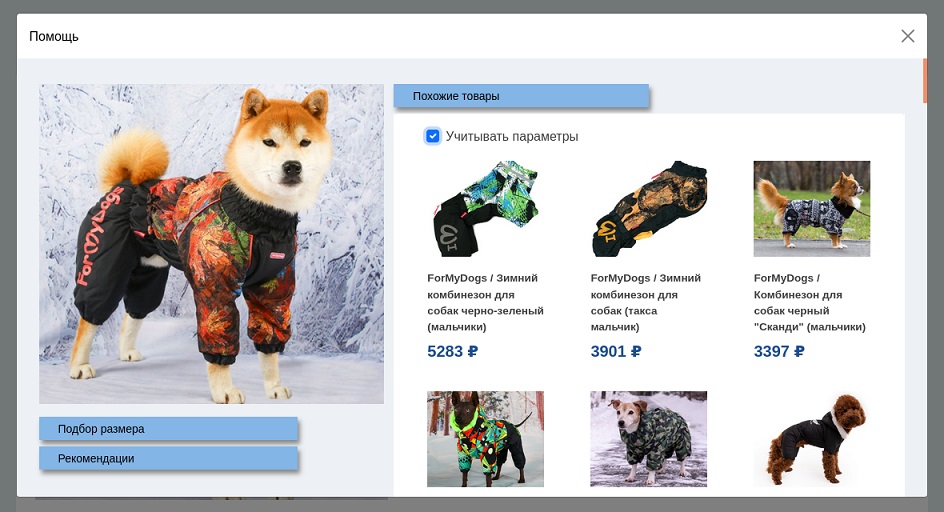 Помощь
ForMyDogs
Подбор размера
Рекомендации
Похожие товары
Учитывать параметры
ForMyDogs / Зимний
комбинезон для
собак черно-зеленый
(мальчики)
5283 ₽
ForMyDogs / Зимний
комбинезон для
собак (такса
мальчик)
3901 ₽
ForMyDogs /
Комбинезон для
собак черный
"Сканди" (мальчики)
3397 ₽